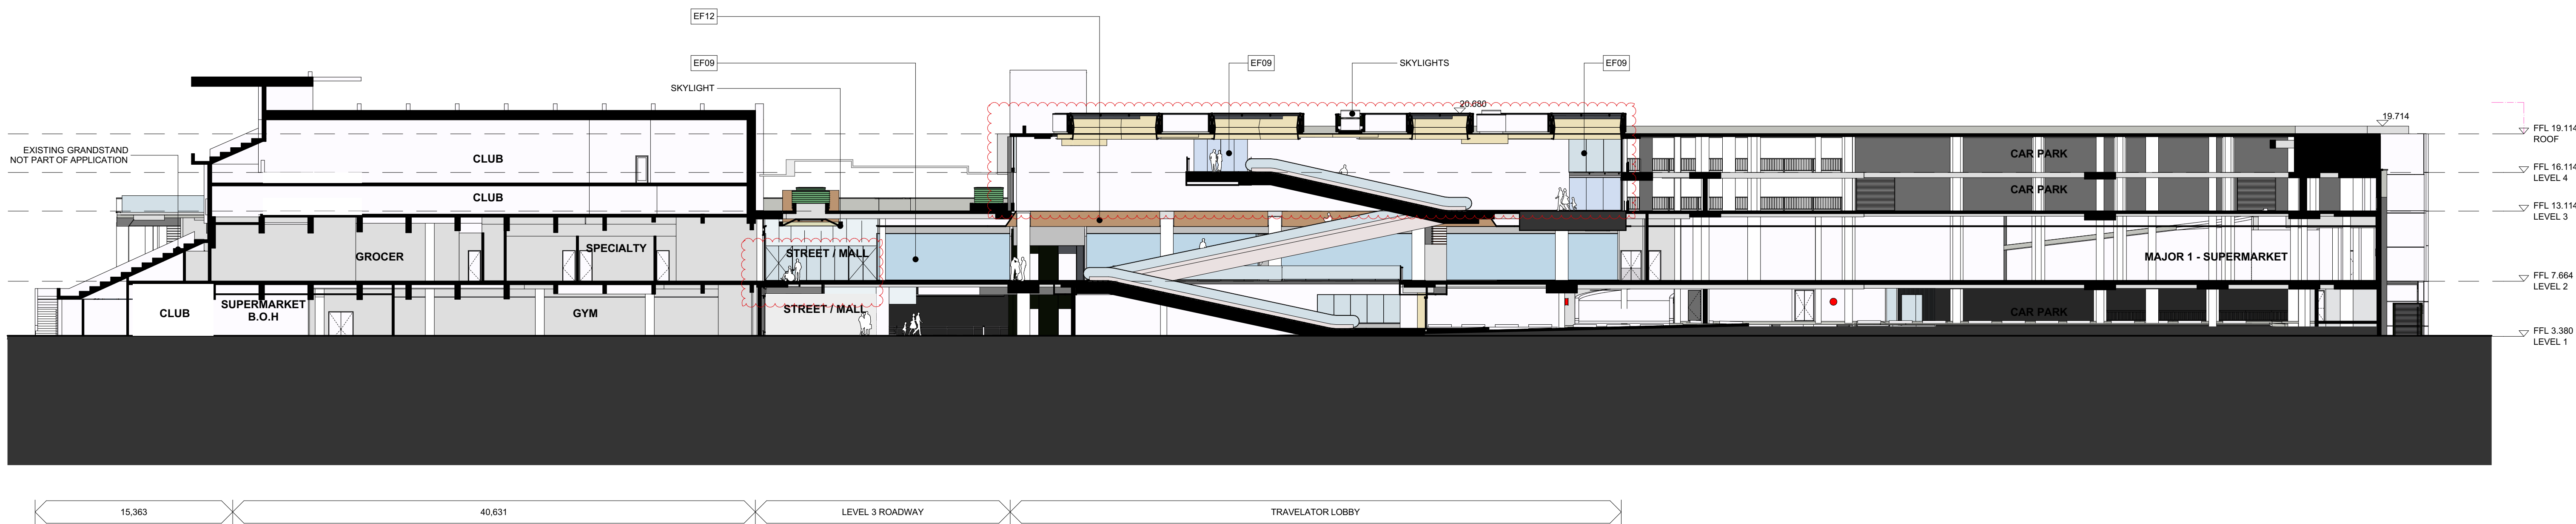 EF12
EF09
EF09
SKYLIGHTS
EF09
SKYLIGHT
20.680
19.714
FFL 19.114
ROOF
EXISTING GRANDSTAND
NOT PART OF APPLICATION
CLUB
CAR PARK
FFL 16.114
LEVEL 4
CLUB
CAR PARK
FFL 13.114
LEVEL 3
GROCER
SPECIALTY
STREET / MALL
MAJOR 1 - SUPERMARKET
FFL 7.664
LEVEL 2
CLUB
SUPERMARKET
B.O.H
GYM
STREET / MALL
CAR PARK
FFL 3.380
LEVEL 1
15,363
40,631
LEVEL 3 ROADWAY
TRAVELATOR LOBBY